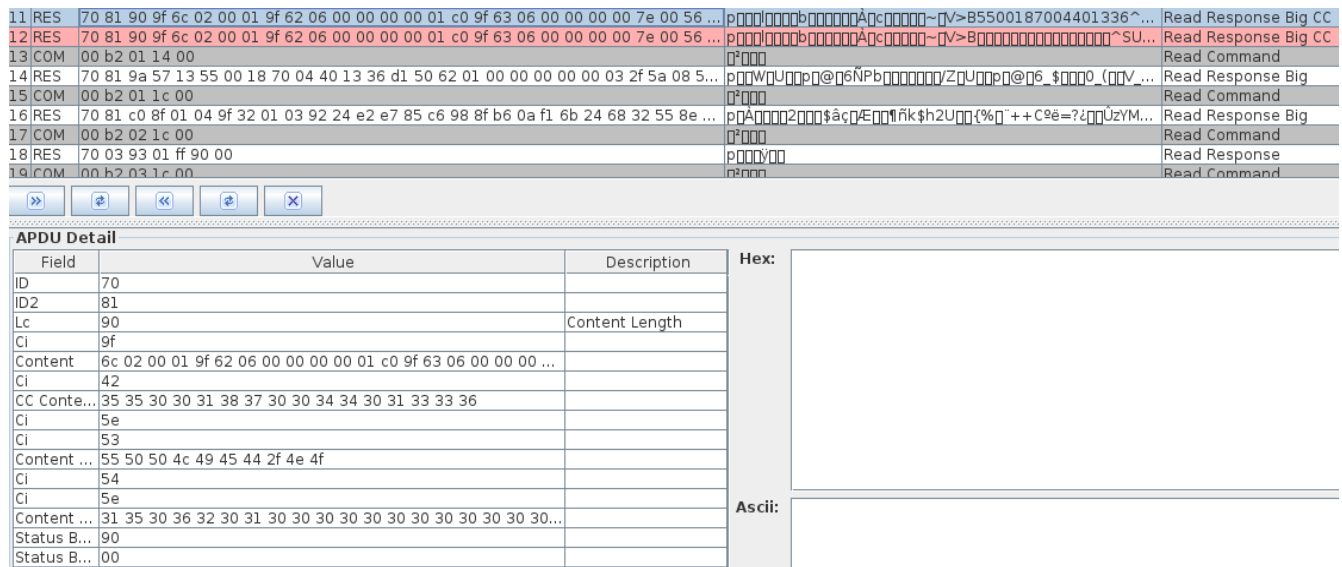 11 RES 70 81 90 9f 6c 02 00 01 9f 62 06 00 00 00 00 01 c0 9f 63 06 00 00 00 00 7e 00 56 ... Read Response Big CC
12 RES 70 81 90 9f 6c 02 00 01 9f 62 06 00 00 00 00 01 c0 9f 63 06 00 00 00 00 7e 00 56 ... Read Response Big CC
13 COM 00 b2 01 14 00 Read Command
14 RES 70 81 9a 57 13 55 00 18 70 04 40 13 36 d1 50 62 01 00 00 00 00 00 03 2f 5a 08 5... Read Response Big
15 COM 00 b2 01 1c 00 Read Command
16 RES 70 81 c0 8f 01 04 9f 32 01 03 92 24 e2 e7 85 c6 98 8f b6 0a f1 6b 24 68 32 55 8e ... Read Response Big
17 COM 00 b2 02 1c 00 Read Command
18 RES 70 03 93 01 ff 90 00 Read Response
19 COM 00 b2 03 1c 00 Read Command
APDU Detail
Field Value Description
ID 70
ID2 81
Lc 90 Content Length
Ci 9f
Content 6c 02 00 01 9f 62 06 00 00 00 00 01 c0 9f 63 06 00 00 00 ...
Ci 42
CC Conte... 35 35 30 30 31 38 37 30 30 34 34 30 31 33 33 36
Ci 5e
Ci 53
Content ... 55 50 50 4c 49 45 44 2f 4e 4f
Ci 54
Ci 5e
Content ... 31 35 30 36 32 30 31 30 30 30 30 30 30 30 30 30 30 30...
Status B... 90
Status B... 00
Hex:
Ascii: